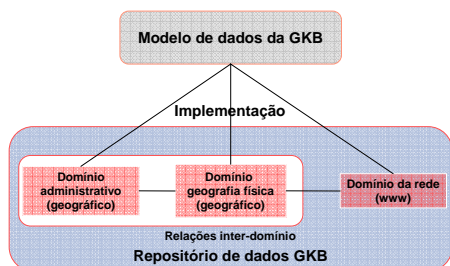 Modelo de dados da GKB
Implementação
Domínio
administrativo
(geográfico)
Domínio
geografia física
(geográfico)
Domínio da rede
(www)
Relações inter-domínio
Repositório de dados GKB